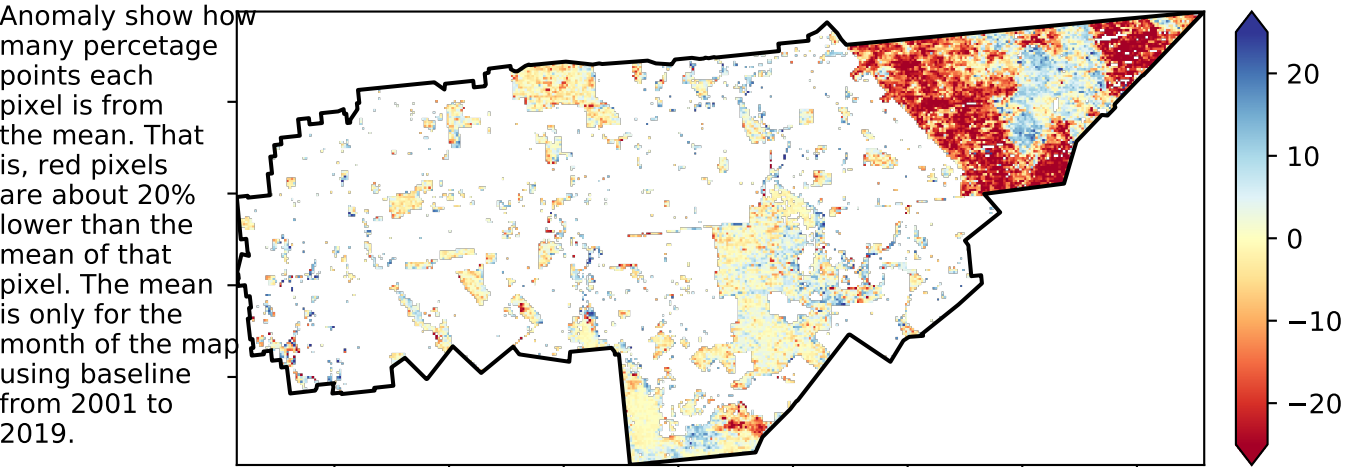 Anomaly show how
many percetage
points each
pixel is from
the mean. That
is, red pixels
are about 20%
lower than the
mean of that
pixel. The mean
is only for the
month of the map
using baseline
from 2001 to
2019.
20
10
0
−10
−20